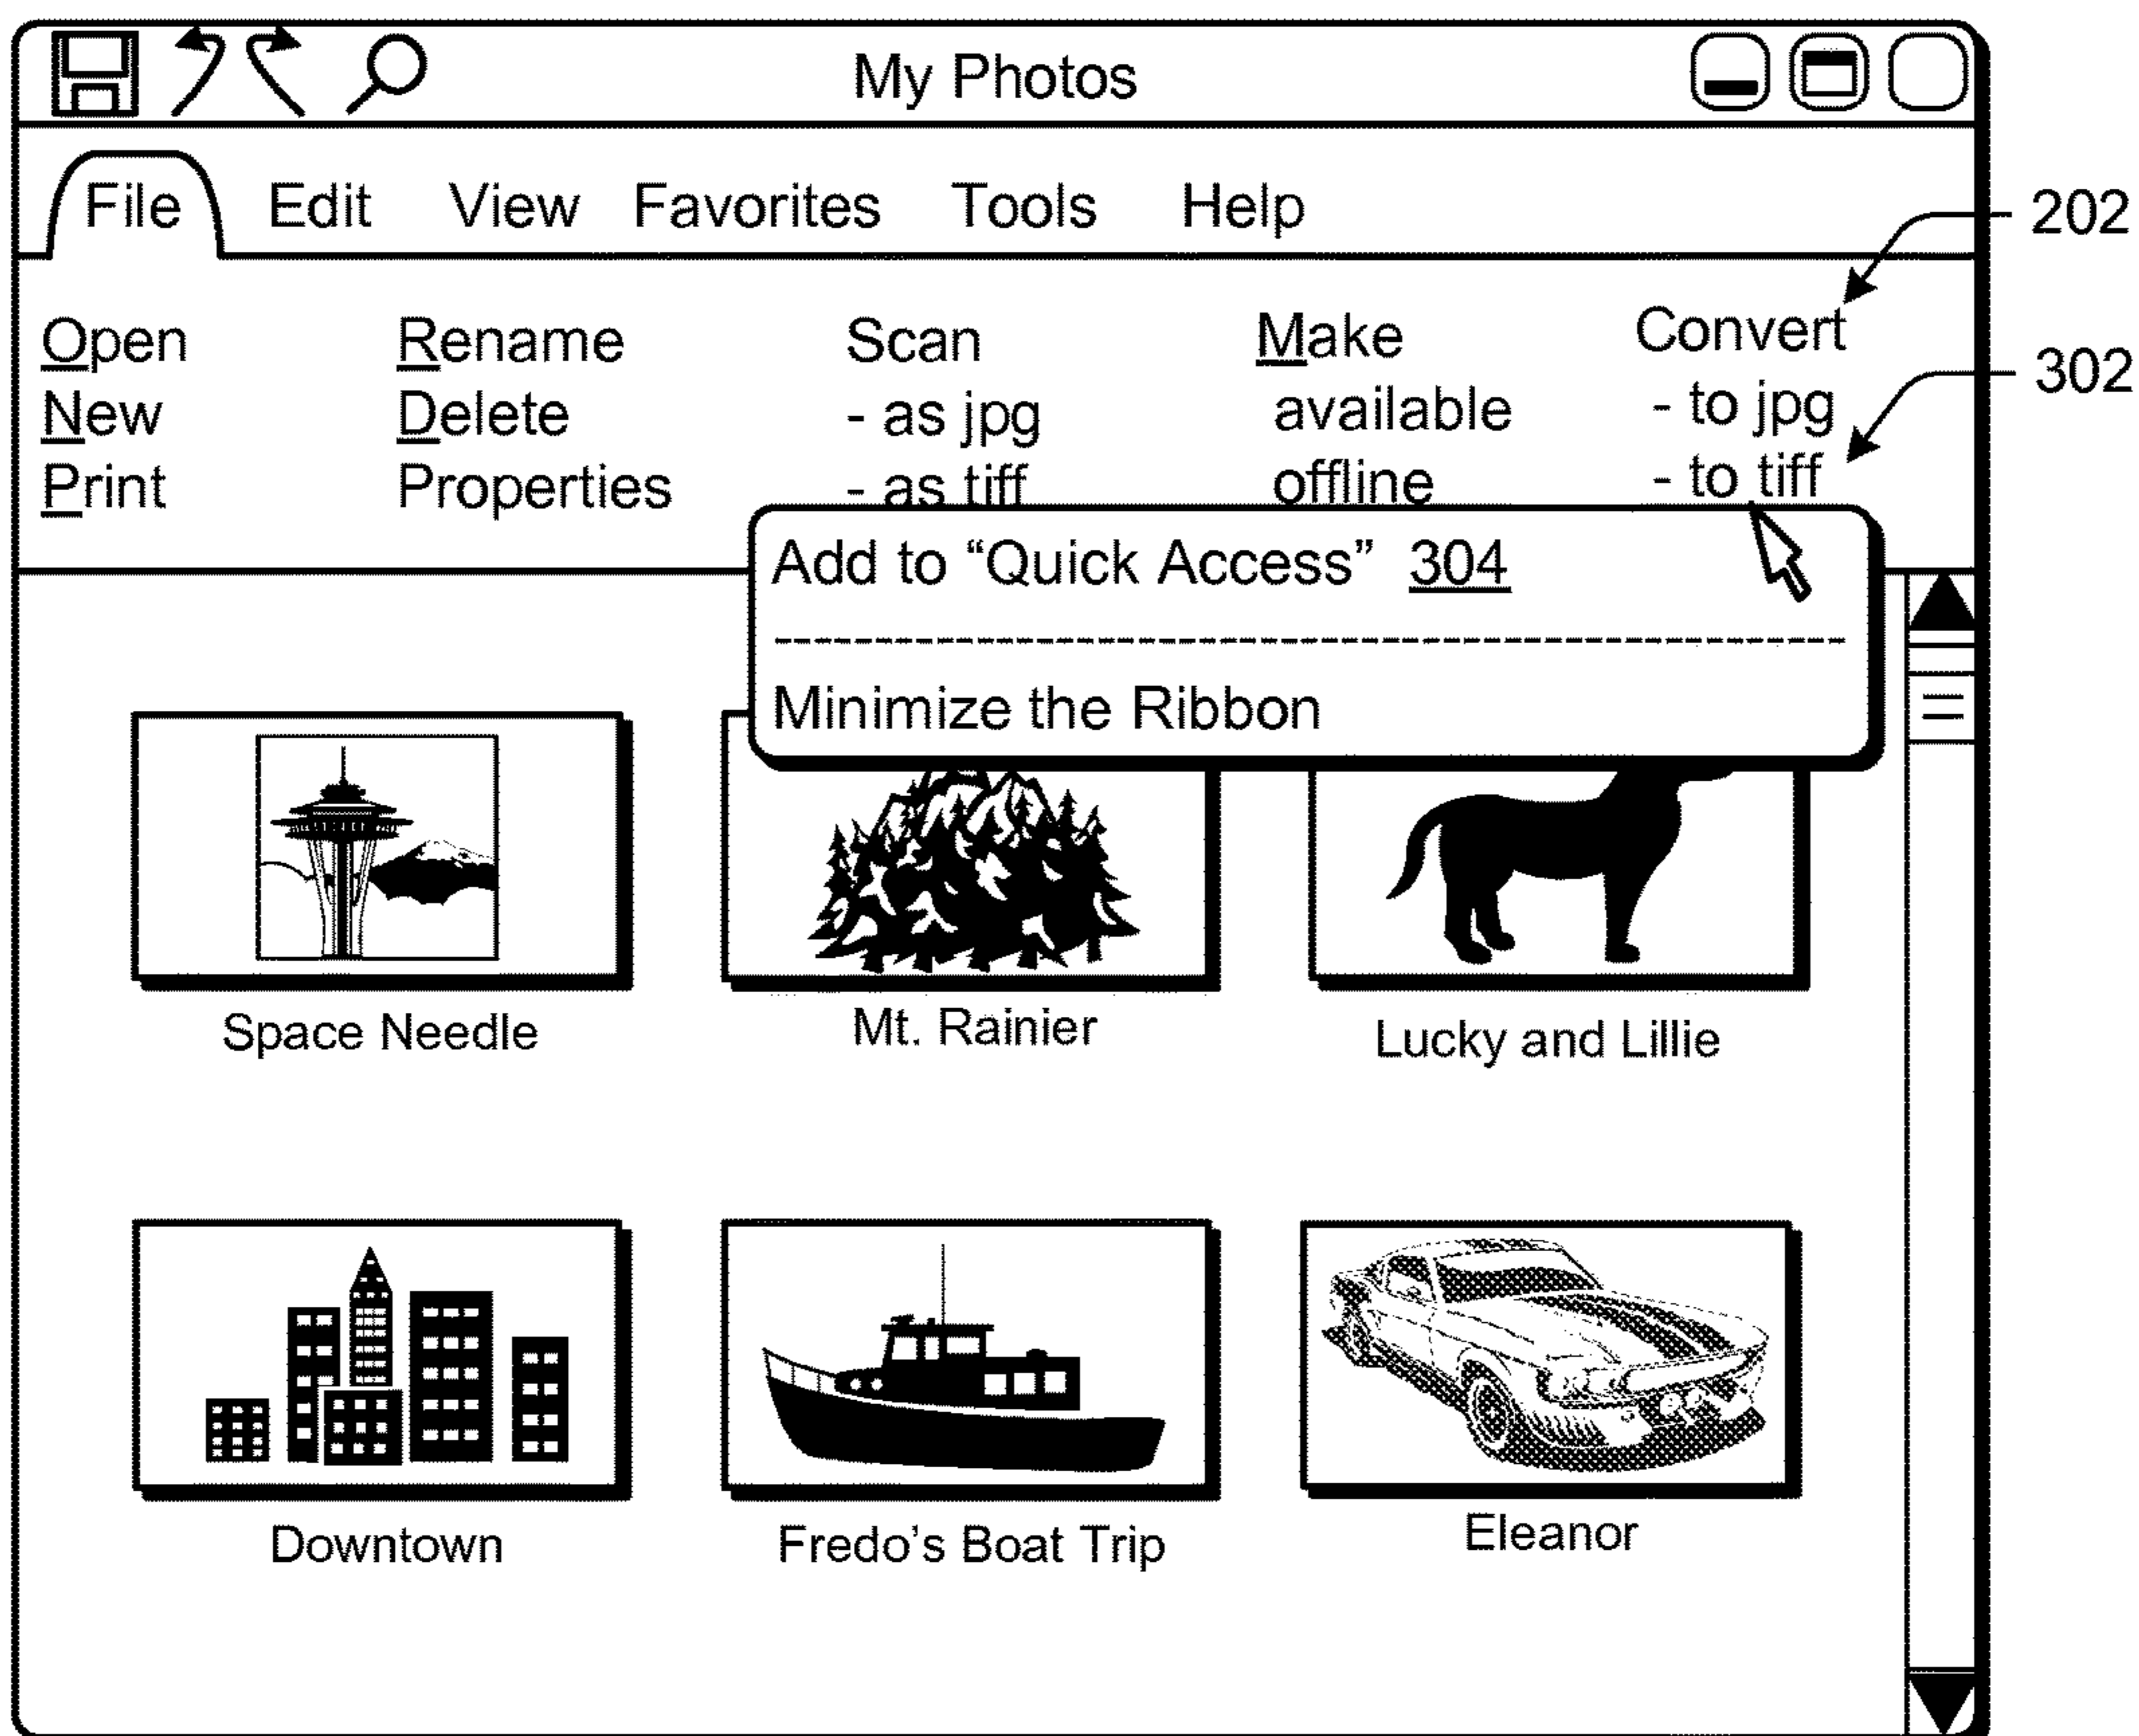 My Photos
File Edit View Favorites Tools Help
202
Open Rename Scan Make Convert
302
New Delete - as jpg available - to jpg
Print Properties - as tiff offline - to tiff
Add to “Quick Access” 304
Minimize the Ribbon
Space Needle Mt. Rainier Lucky and Lillie
Downtown Fredo’s Boat Trip Eleanor